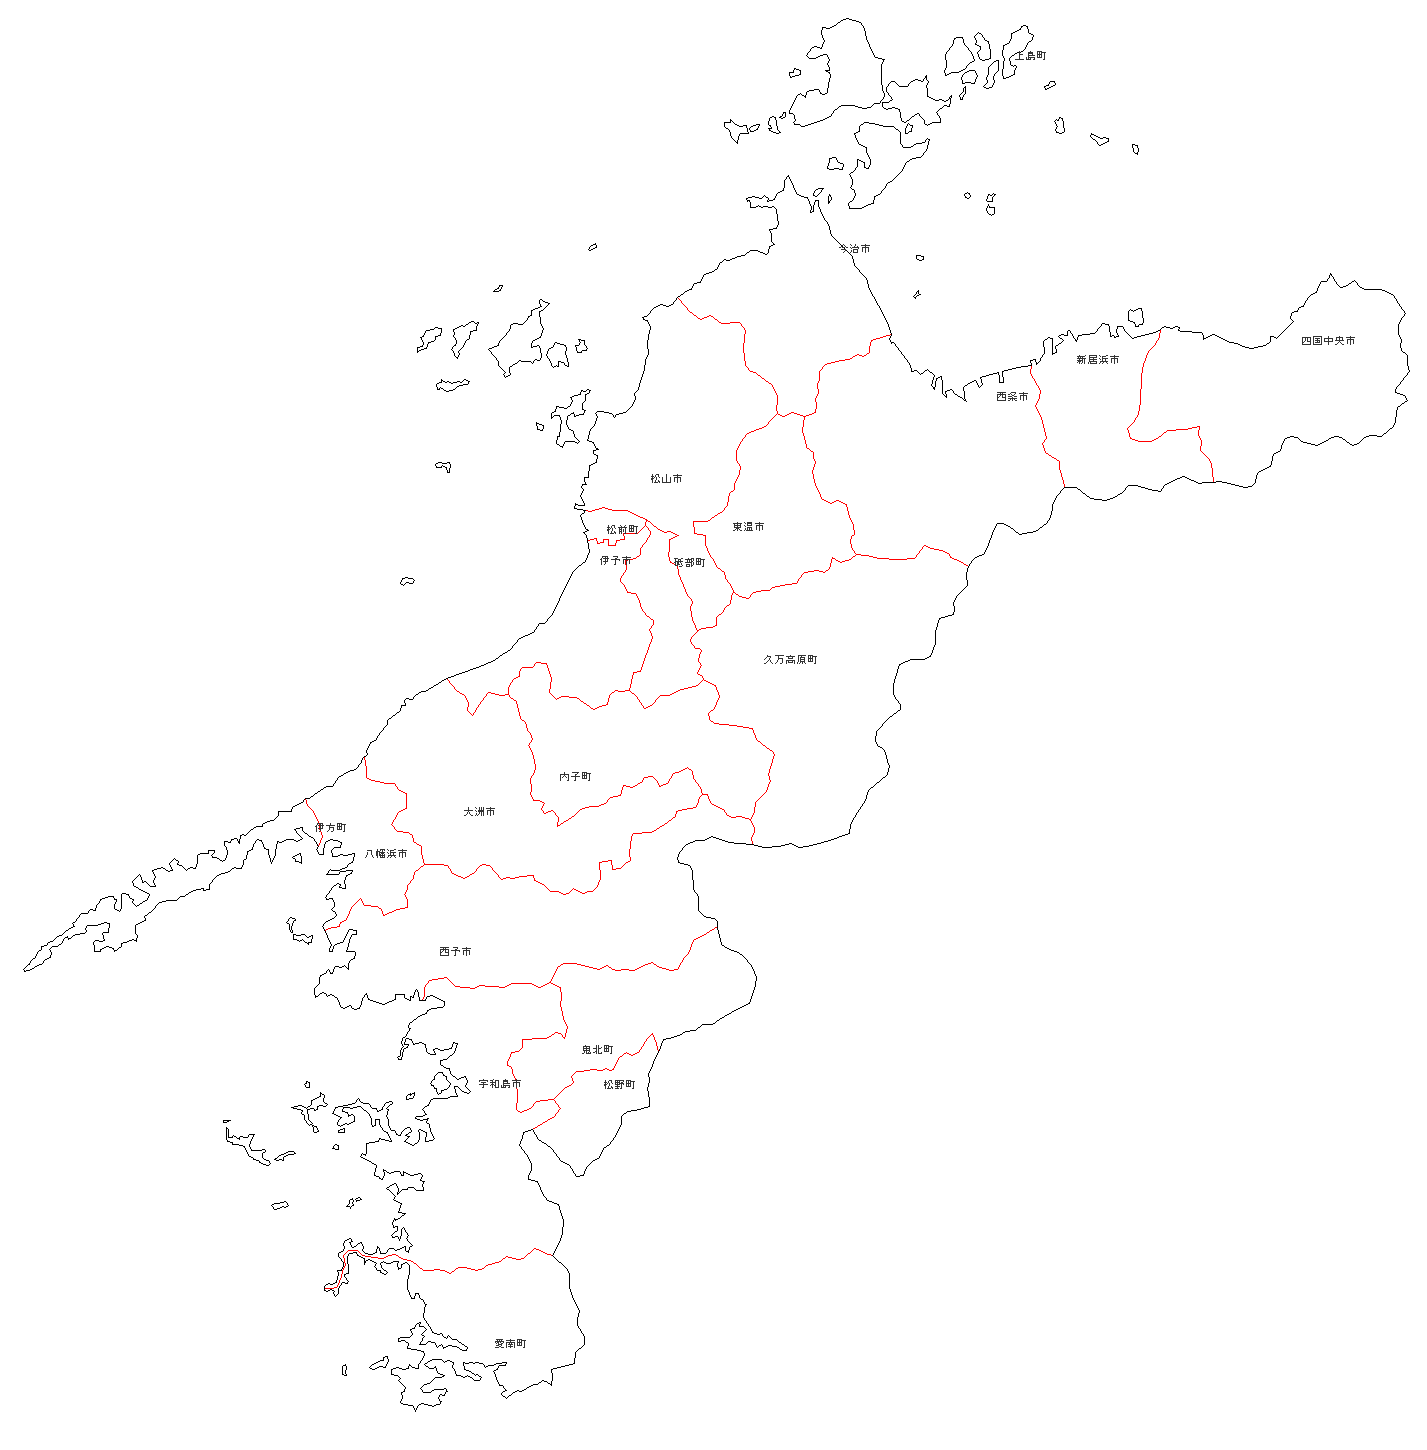 上島町
今治市
四国中央市
新居浜市
西条市
松山市
東温市
松前町
伊予市
砥部町
久万高原町
内子町
大洲市
伊方町
八幡浜市
西予市
鬼北町
宇和島市
松野町
愛南町